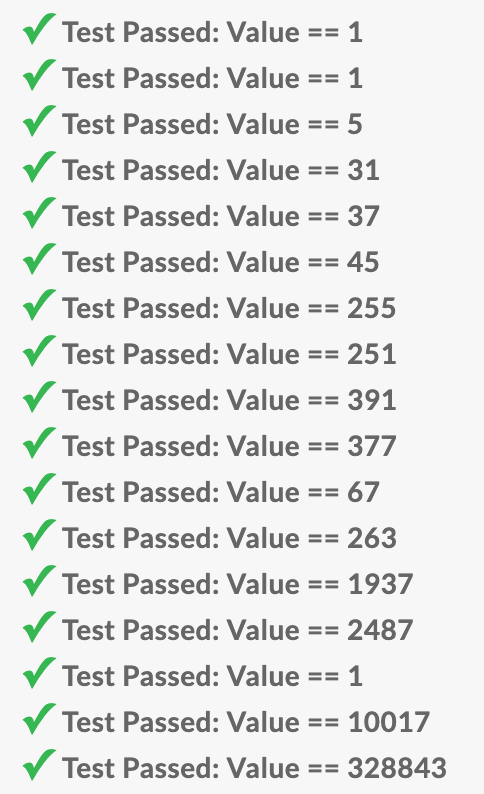 Test Passed: Value == 1
Test Passed: Value == 1
Test Passed: Value == 5
Test Passed: Value == 31
Test Passed: Value == 37
Test Passed: Value == 45
Test Passed: Value == 255
Test Passed: Value == 251
Test Passed: Value == 391
Test Passed: Value == 377
Test Passed: Value == 67
Test Passed: Value == 263
Test Passed: Value == 1937
Test Passed: Value == 2487
Test Passed: Value == 1
Test Passed: Value == 10017
Test Passed: Value == 328843